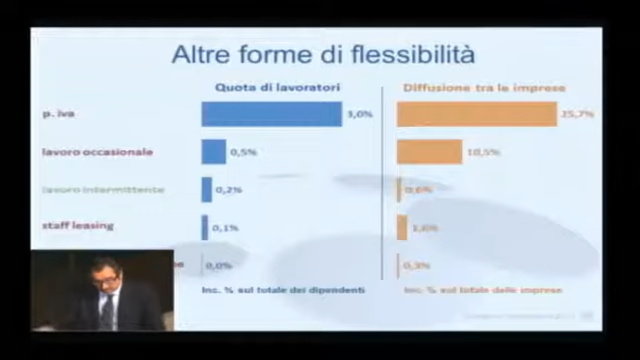 Altre forme di flessibilità
Quota di lavoratori
Diffusione tra le imprese
p. iva
3,0%
25,7%
lavoro occasionale
0,5%
10,5%
lavoro intermittente
0,2%
0,6%
staff leasing
0,1%
1,6%
0,0%
0,3%
Inc. % sul totale dei dipendenti
Inc. % sul totale delle imprese